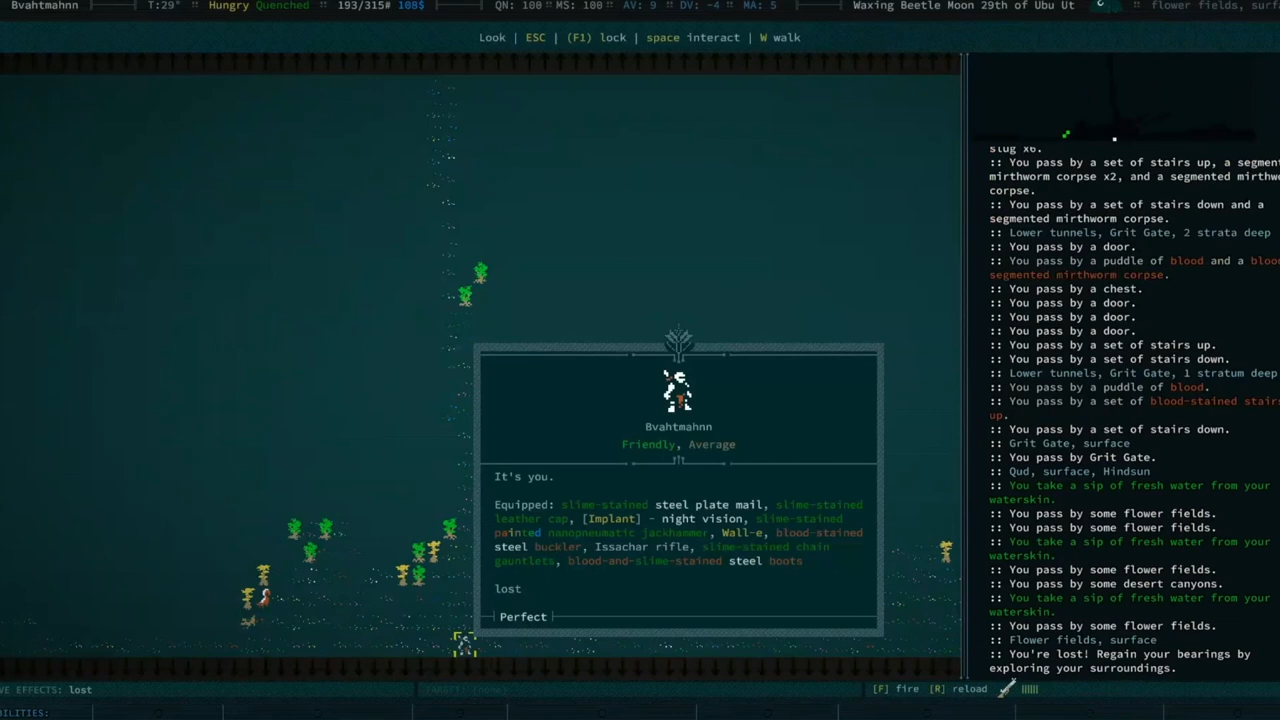 Bvahtmahnn T:29° :: Hungry Quenched :: 193/315# 108$ QN: 100 :: MS: 100 :: AV: 9 :: DV: -4 :: MA: 5 Waxing Beetle Moon 29th of Ubu Ut :: flower fields, surfa
Look | ESC | (F1) lock | space interact | W walk
slug x6.
:: You pass by a set of stairs up, a segmen
mirthworm corpse x2, and a segmented mirthw
corpse.
:: You pass by a set of stairs down and a
segmented mirthworm corpse.
:: Lower tunnels, Grit Gate, 2 strata deep
:: You pass by a door.
:: You pass by a puddle of blood and a bloo
segmented mirthworm corpse.
:: You pass by a chest.
:: You pass by a door.
:: You pass by a door.
:: You pass by a door.
:: You pass by a set of stairs up.
:: You pass by a set of stairs down.
:: Lower tunnels, Grit Gate, 1 stratum deep
:: You pass by a puddle of blood.
:: You pass by a set of blood-stained stair
up.
:: You pass by a set of stairs down.
:: Grit Gate, surface
:: You pass by Grit Gate.
:: Qud, surface, Hindsun
:: You take a sip of fresh water from your
waterskin.
:: You pass by some flower fields.
:: You pass by some flower fields.
:: You take a sip of fresh water from your
waterskin.
:: You pass by some flower fields.
:: You pass by some desert canyons.
:: You take a sip of fresh water from your
waterskin.
:: You pass by some flower fields.
:: Flower fields, surface
:: You're lost! Regain your bearings by
exploring your surroundings.
Bvahtmahnn
Friendly, Average
It's you.
Equipped: slime-stained steel plate mail, slime-stained
leather cap, [Implant] - night vision, slime-stained
painted nanopneumatic jackhammer, Wall-e, blood-stained
steel buckler, Issachar rifle, slime-stained chain
gauntlets, blood-and-slime-stained steel boots
lost
Perfect
VE EFFECTS: lost TARGET: [none] [F] fire [R] reload
BILITIES: